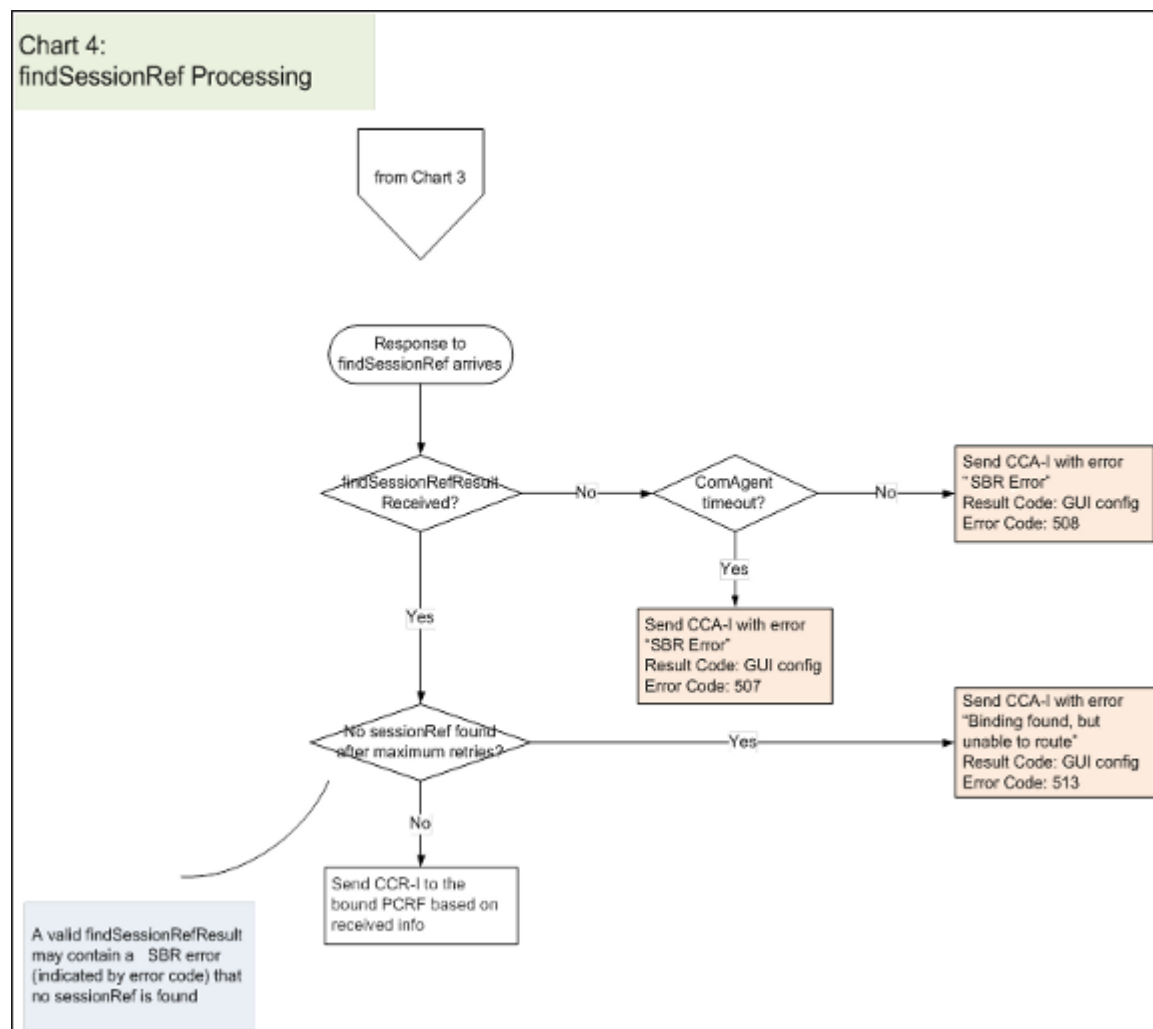 Chart 4:
findSessionRef Processing
from Chart 3
Response to
findSessionRef arrives
findSessionRefResult
Received?
No
ComAgent
timeout?
No
Send CCA-I with error
"SBR Error"
Result Code: GUI config
Error Code: 508
Yes
Send CCA-I with error
"SBR Error"
Result Code: GUI config
Error Code: 507
Yes
No sessionRef found
after maximum retries?
Yes
Send CCA-I with error
"Binding found, but
unable to route"
Result Code: GUI config
Error Code: 513
No
Send CCR-I to the
bound PCRF based on
received info
A valid findSessionRefResult
may contain a SBR error
(indicated by error code) that
no sessionRef is found